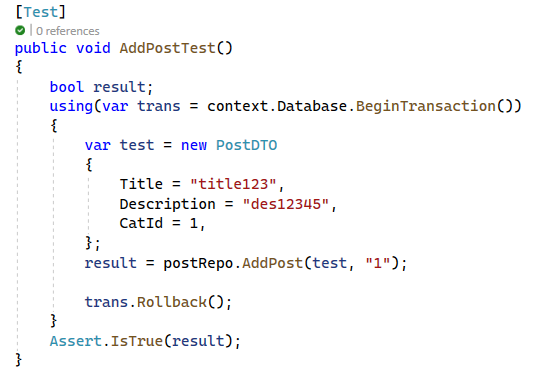 [Test]
| 0 references
public void AddPostTest()
{
bool result;
using(var trans = context.Database.BeginTransaction())
{
var test = new PostDTO
{
Title = "title123",
Description = "des12345",
CatId = 1,
};
result = postRepo.AddPost(test, "1");
trans.Rollback();
}
Assert.IsTrue(result);
}